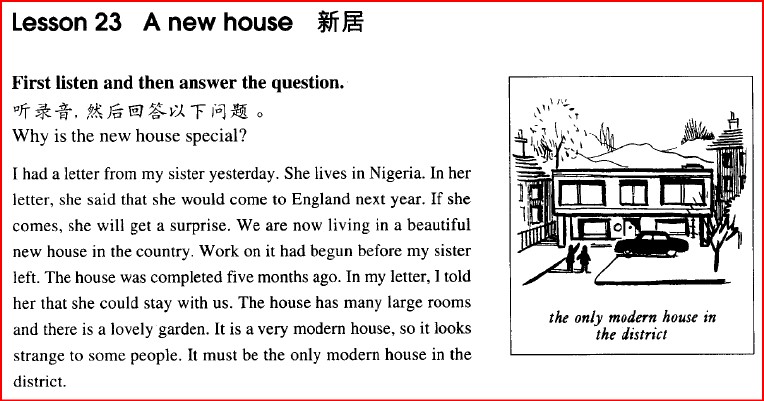 Lesson 23 A new house 新居
First listen and then answer the question.
听录音，然后回答以下问题。
Why is the new house special?
I had a letter from my sister yesterday. She lives in Nigeria. In her
letter, she said that she would come to England next year. If she
comes, she will get a surprise. We are now living in a beautiful
new house in the country. Work on it had begun before my sister
left. The house was completed five months ago. In my letter, I told
her that she could stay with us. The house has many large rooms
and there is a lovely garden. It is a very modern house, so it looks
strange to some people. It must be the only modern house in the
district.
the only modern house in
the district